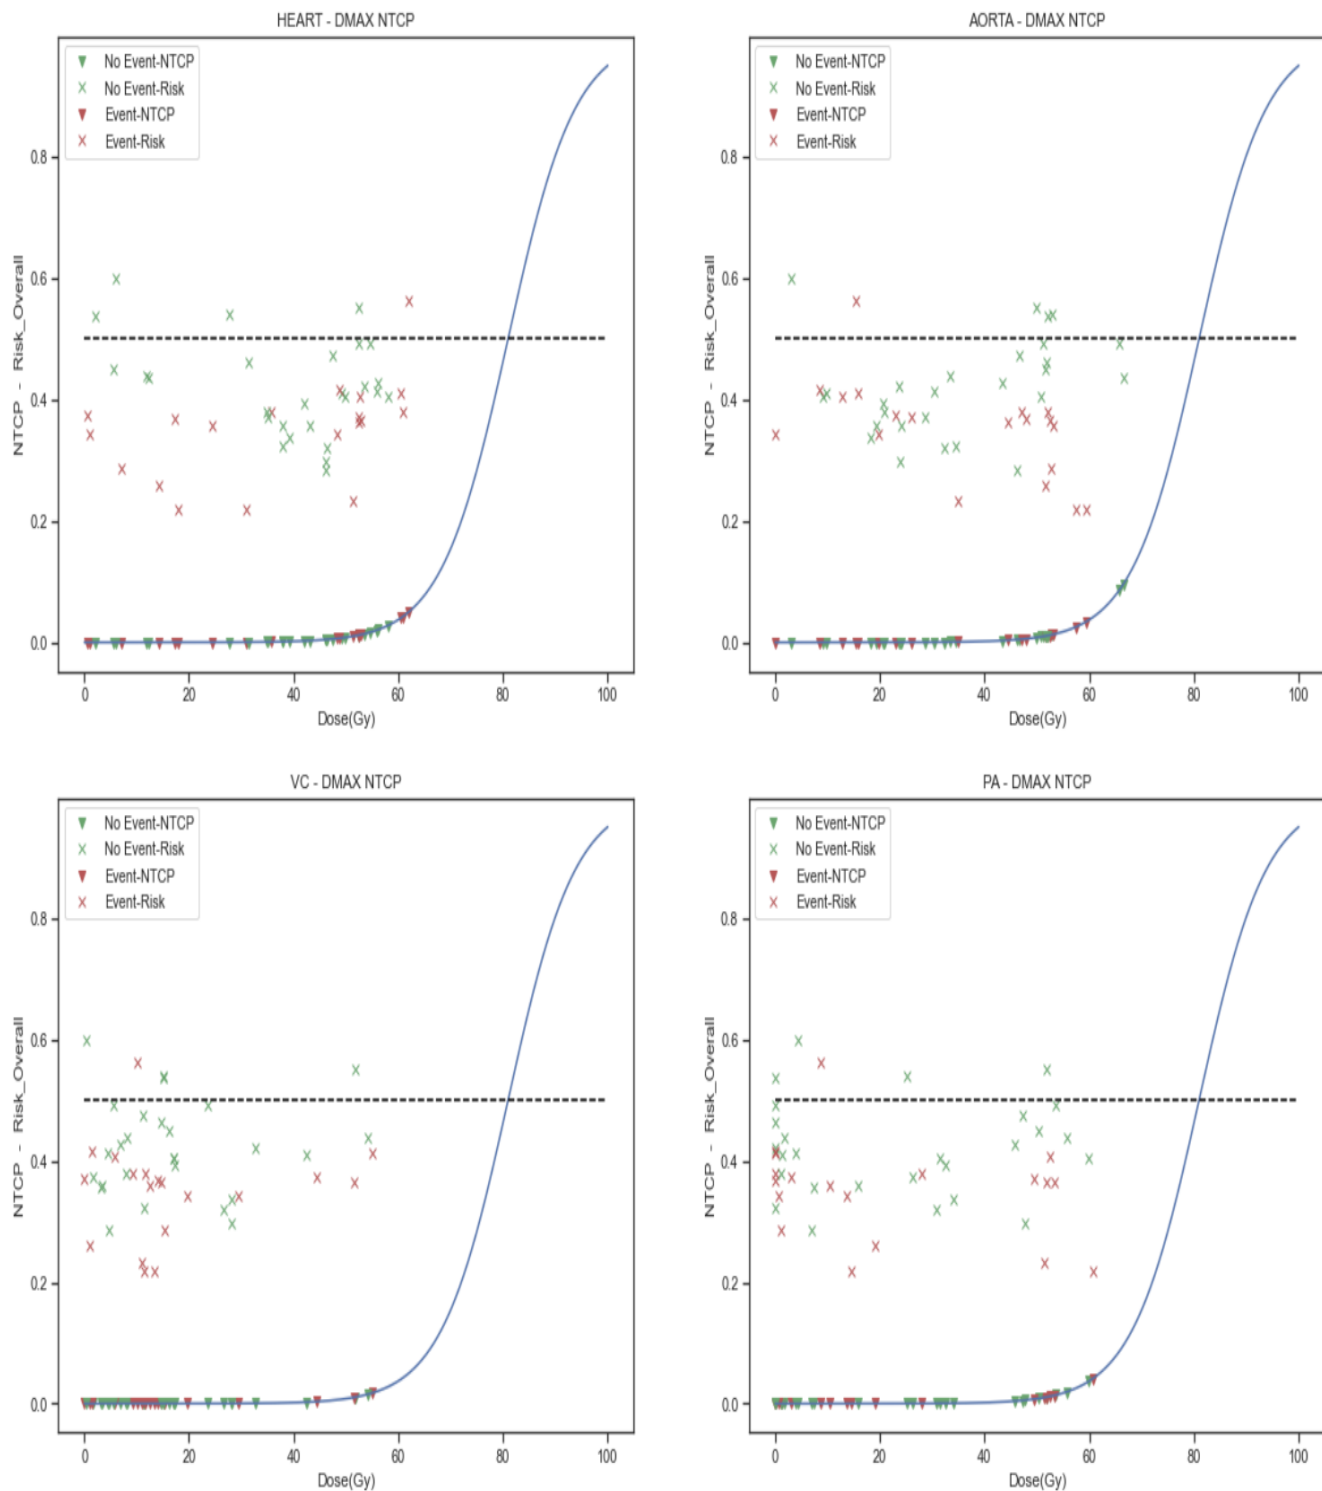 HEART - DMAX NTCP
No Event-NTCP
No Event-Risk
Event-NTCP
Event-Risk
0.8
0.6
0.4
0.2
0.0
NTCP - Risk_Overall
0 20 40 60 80 100
Dose(Gy)
AORTA - DMAX NTCP
No Event-NTCP
No Event-Risk
Event-NTCP
Event-Risk
0.8
0.6
0.4
0.2
0.0
NTCP - Risk_Overall
0 20 40 60 80 100
Dose(Gy)
VC - DMAX NTCP
No Event-NTCP
No Event-Risk
Event-NTCP
Event-Risk
0.8
0.6
0.4
0.2
0.0
NTCP - Risk_Overall
0 20 40 60 80 100
Dose(Gy)
PA - DMAX NTCP
No Event-NTCP
No Event-Risk
Event-NTCP
Event-Risk
0.8
0.6
0.4
0.2
0.0
NTCP - Risk_Overall
0 20 40 60 80 100
Dose(Gy)